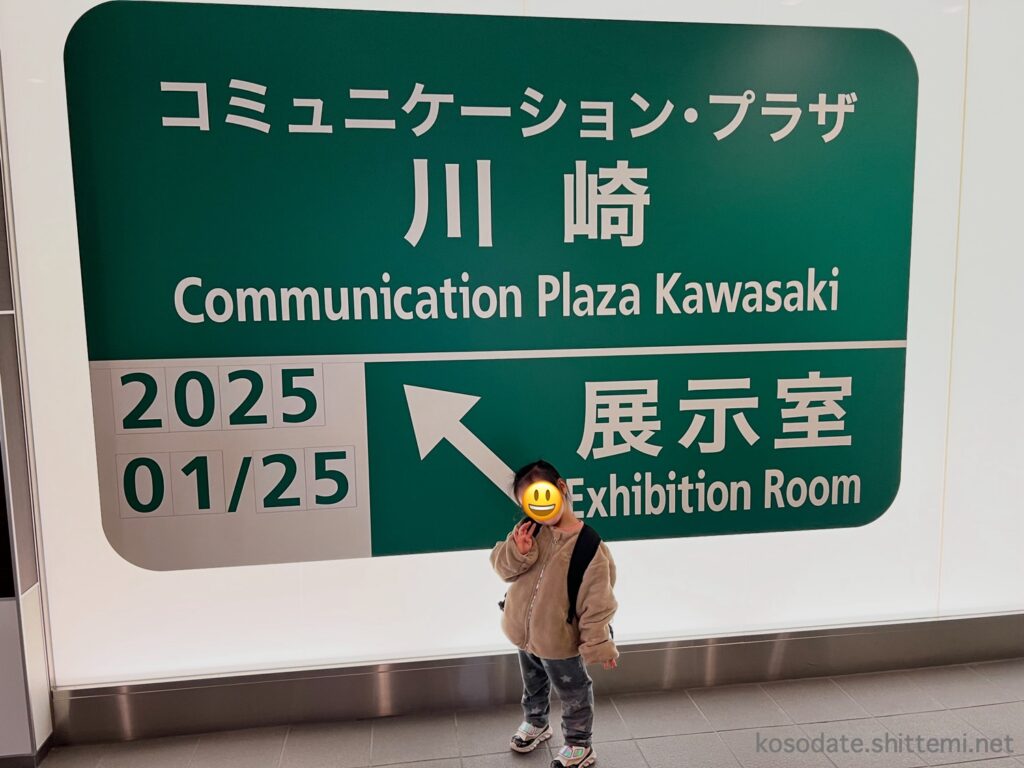 コミュニケーション・プラザ
川崎
Communication Plaza Kawasaki
2025
01/25
展示室
Exhibition Room
kosodate.shittemi.net